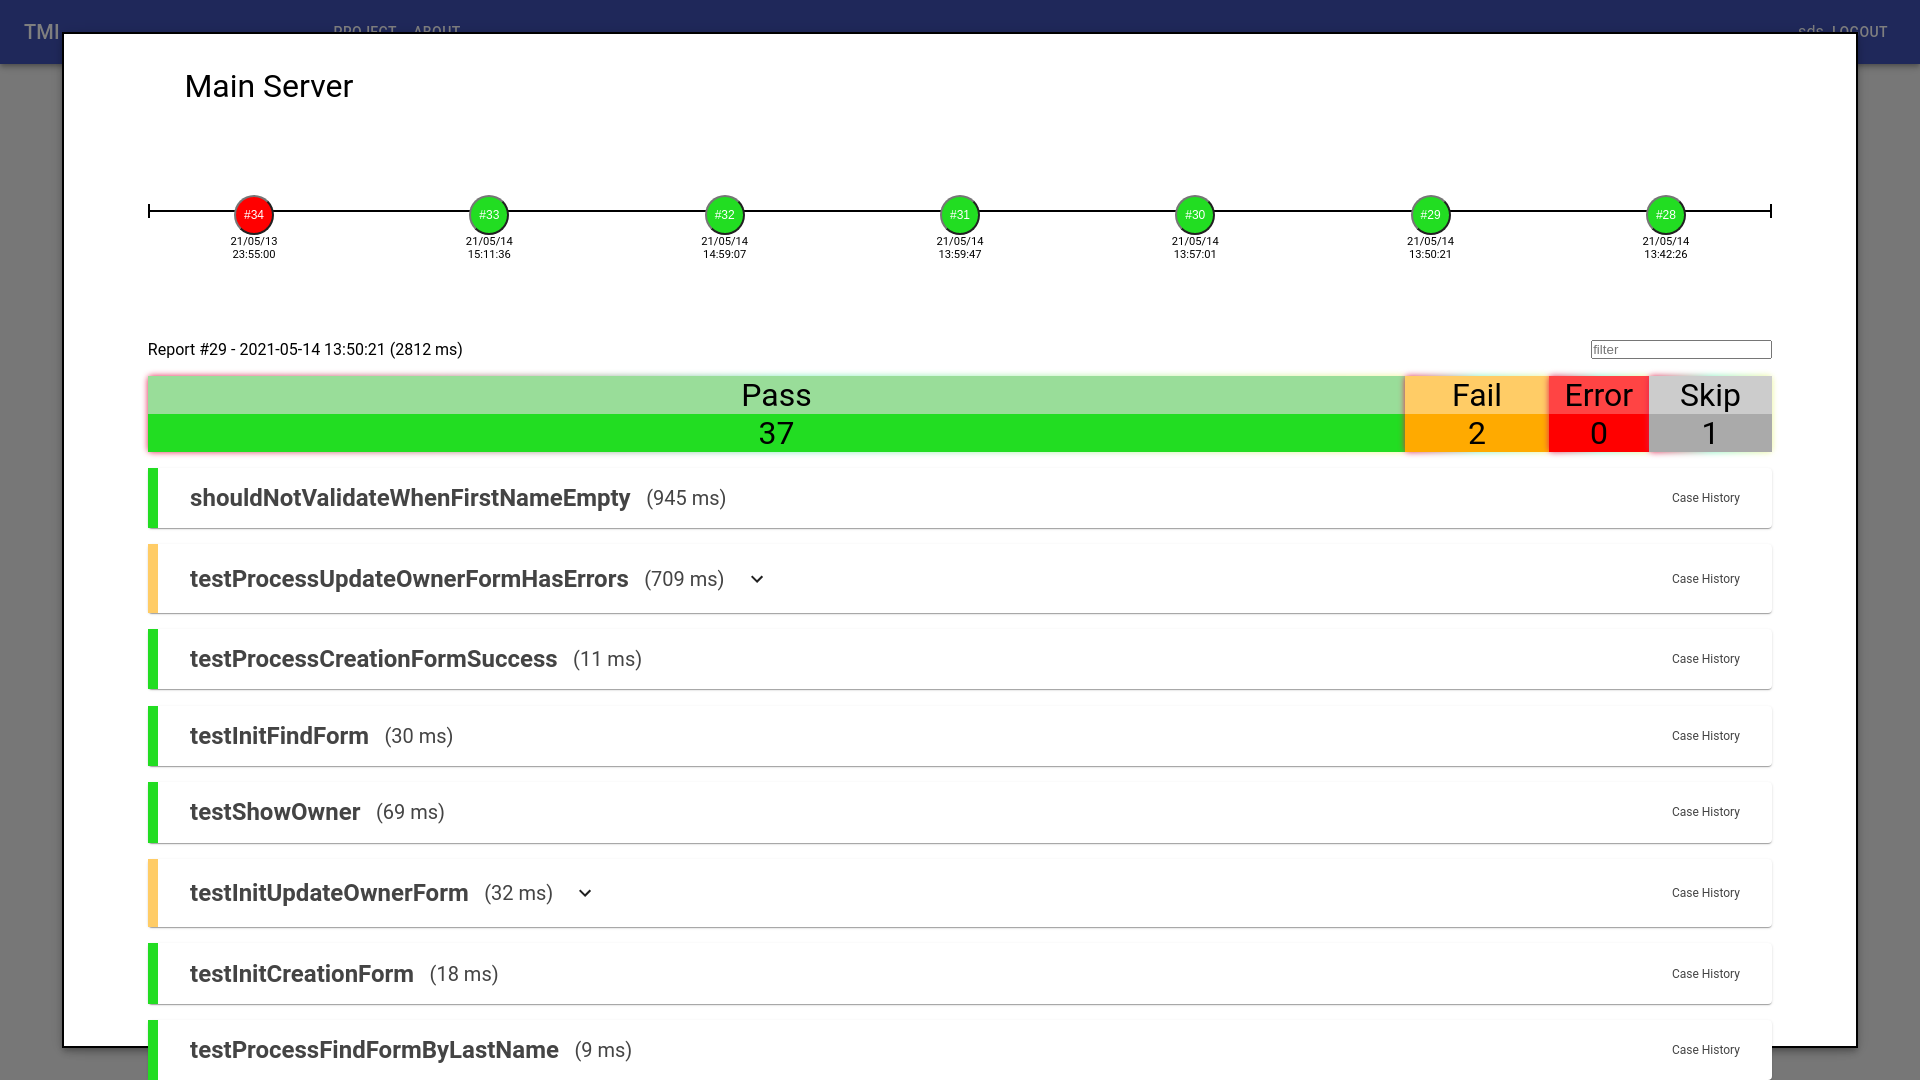 TMI PROJECT ABOUT sds LOGOUT
Main Server
#34 #33 #32 #31 #30 #29 #28
21/05/13 21/05/14 21/05/14 21/05/14 21/05/14 21/05/14 21/05/14
23:55:00 15:11:36 14:59:07 13:59:47 13:57:01 13:50:21 13:42:26
Report #29 - 2021-05-14 13:50:21 (2812 ms) filter
Pass Fail Error Skip
37 2 0 1
shouldNotValidateWhenFirstNameEmpty (945 ms) Case History
testProcessUpdateOwnerFormHasErrors (709 ms) Case History
testProcessCreationFormSuccess (11 ms) Case History
testInitFindForm (30 ms) Case History
testShowOwner (69 ms) Case History
testInitUpdateOwnerForm (32 ms) Case History
testInitCreationForm (18 ms) Case History
testProcessFindFormByLastName (9 ms) Case History